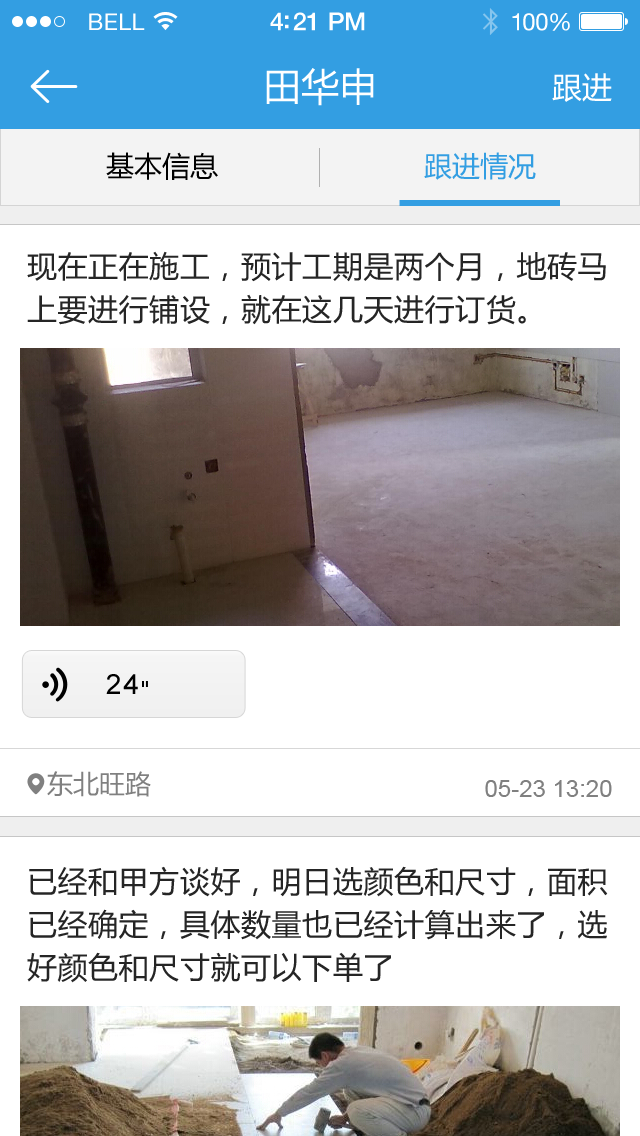 BELL 4:21 PM 100%
田华申 跟进
基本信息 跟进情况
现在正在施工，预计工期是两个月，地砖马
上要进行铺设，就在这几天进行订货。
24"
东北旺路 05-23 13:20
已经和甲方谈好，明日选颜色和尺寸，面积
已经确定，具体数量也已经计算出来了，选
好颜色和尺寸就可以下单了